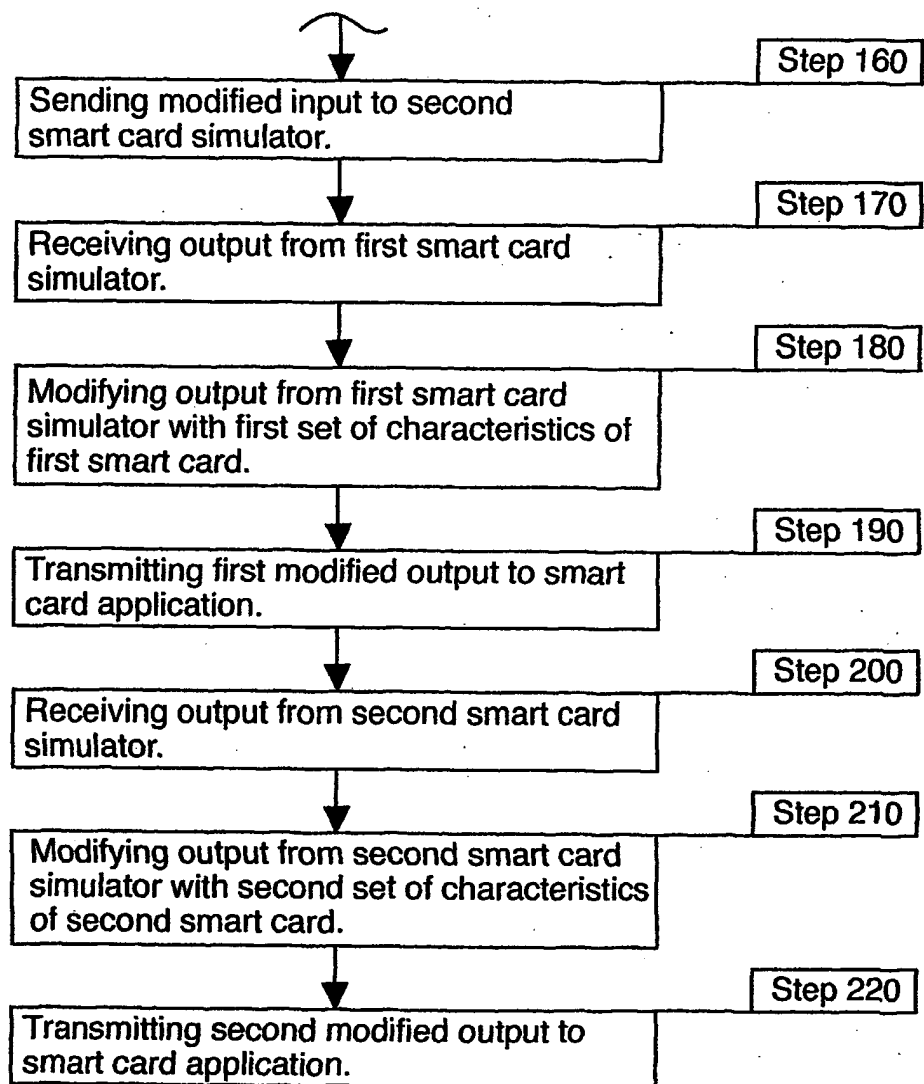 Step 160
Sending modified input to second
smart card simulator.
Step 170
Receiving output from first smart card
simulator.
Step 180
Modifying output from first smart card
simulator with first set of characteristics of
first smart card.
Step 190
Transmitting first modified output to smart
card application.
Step 200
Receiving output from second smart card
simulator.
Step 210
Modifying output from second smart card
simulator with second set of characteristics
of second smart card.
Step 220
Transmitting second modified output to
smart card application.